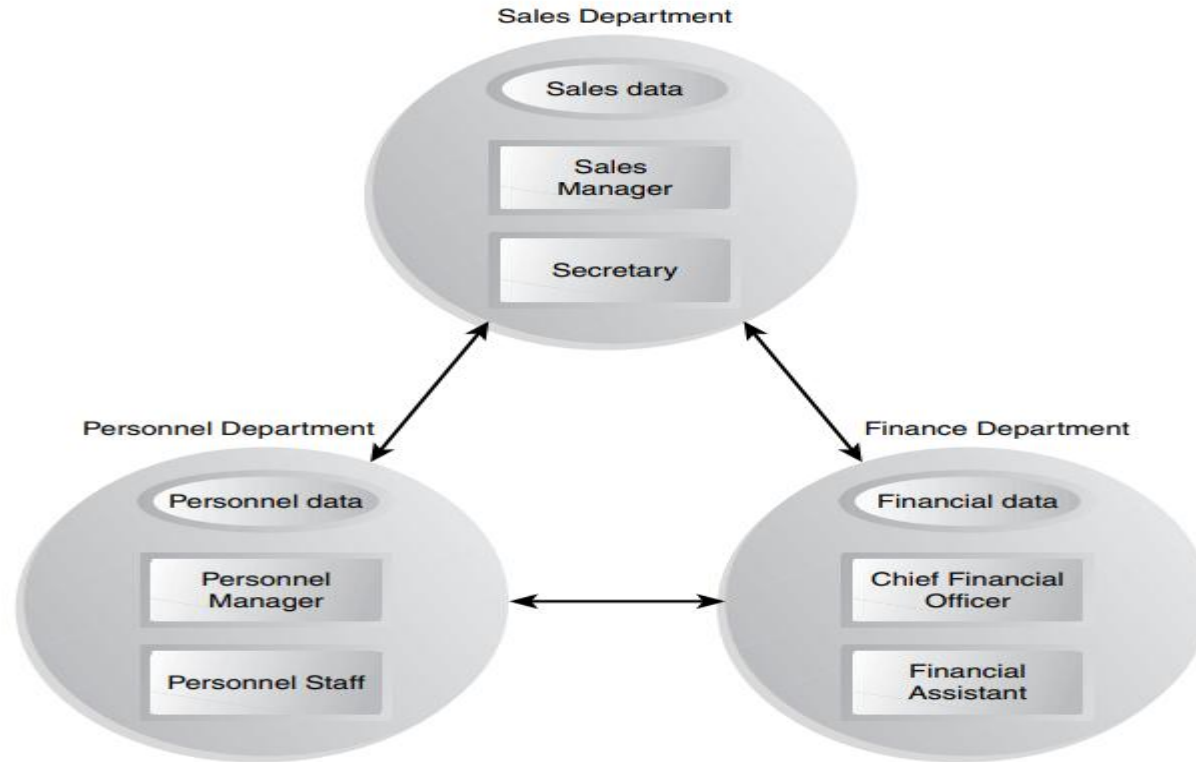 Sales Department
Sales data
Sales
Manager
Secretary
Personnel Department
Personnel data
Personnel
Manager
Personnel Staff
Finance Department
Financial data
Chief Financial
Officer
Financial
Assistant